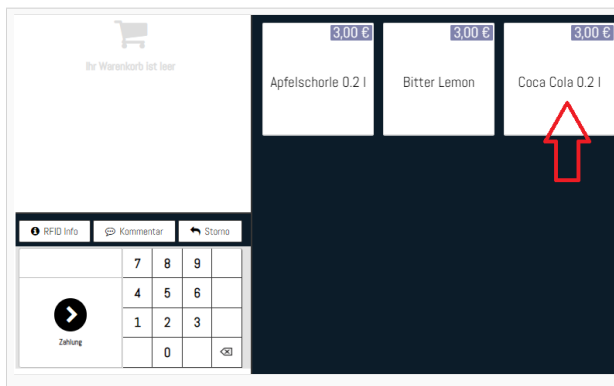 Ihr Warenkorb ist leer
3,00 €
Apfelschorle 0.2 l
3,00 €
Bitter Lemon
3,00 €
Coca Cola 0.2 l
RFID Info
Kommentar
Storno
7 8 9
4 5 6
1 2 3
0
Zahlung